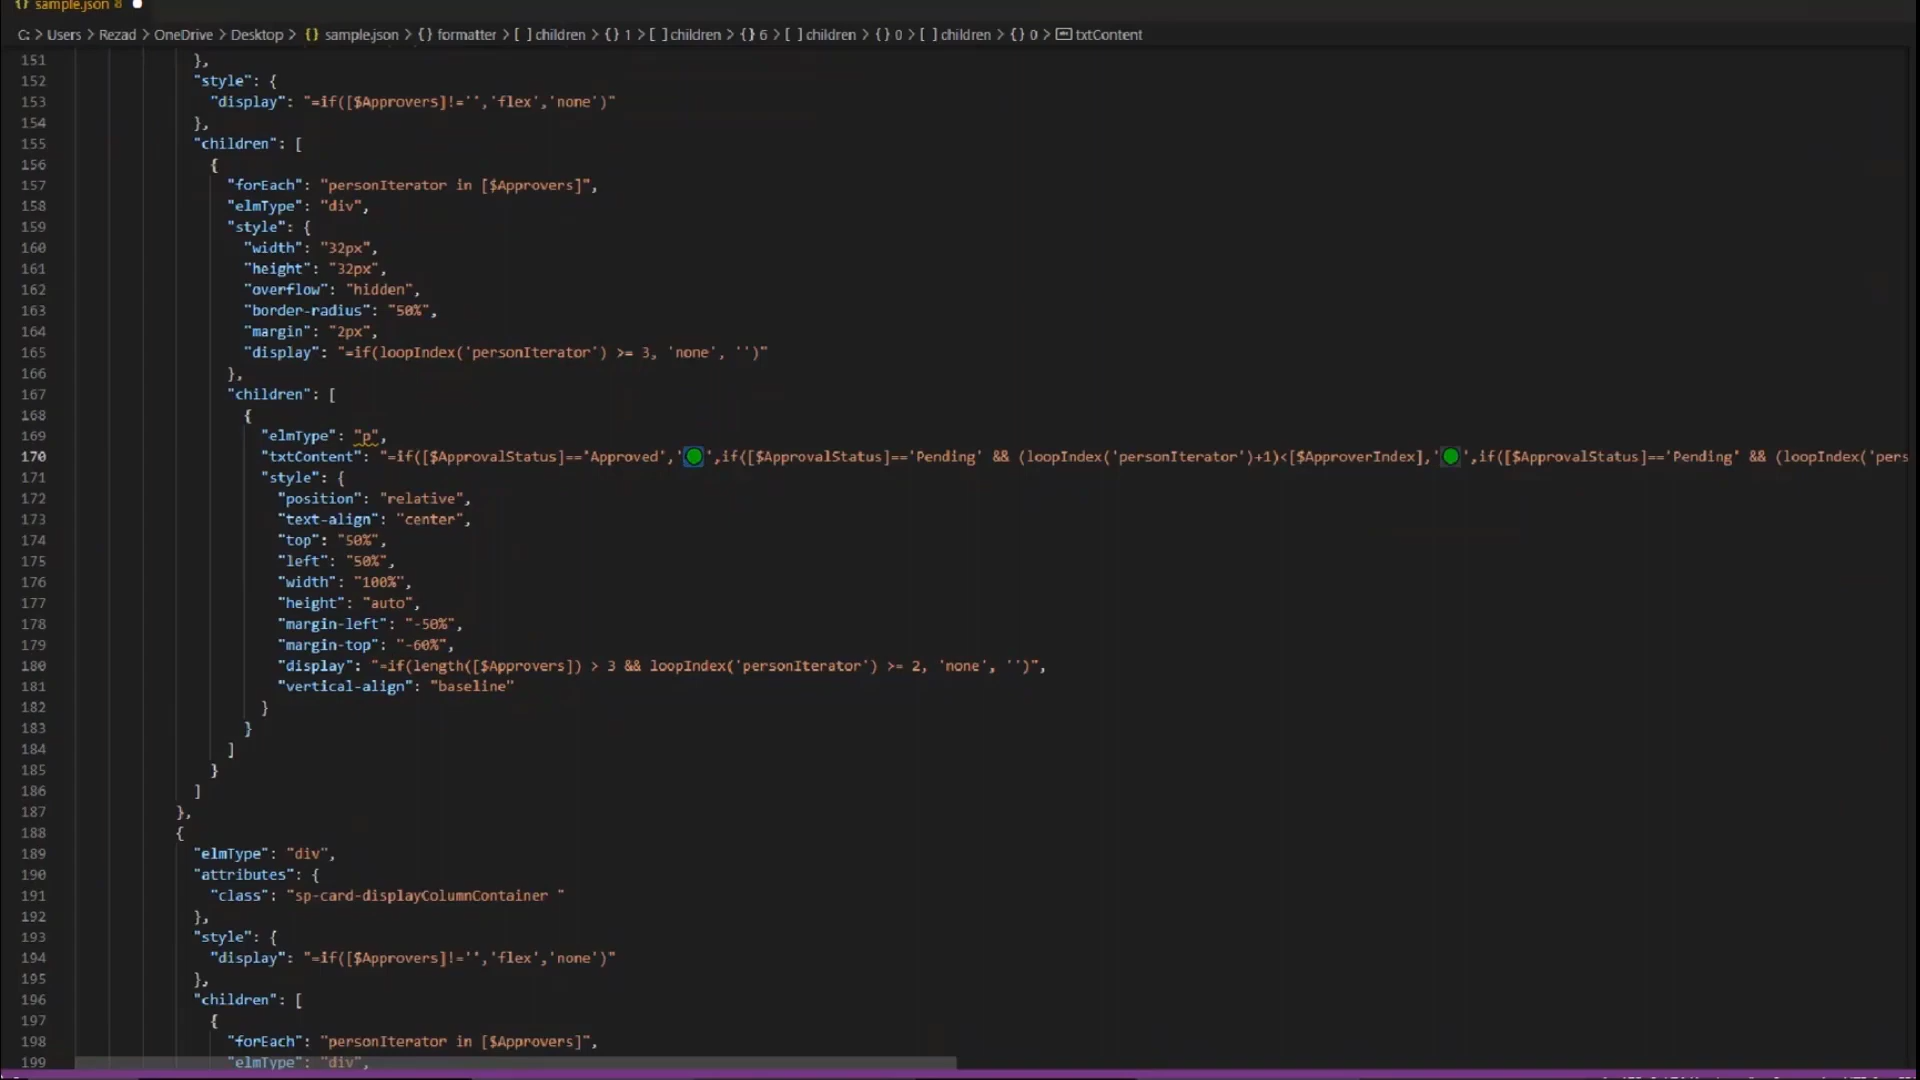 {} sample.json 8 ●
C: > Users > Rezad > OneDrive > Desktop > {} sample.json > {} formatter > [ ] children > {} 1 > [ ] children > {} 6 > [ ] children > {} 0 > [ ] children > {} 0 > txtContent
151 },
152 "style": {
153 "display": "=if([$Approvers]!='','flex','none')"
154 },
155 "children": [
156 {
157 "forEach": "personIterator in [$Approvers]",
158 "elmType": "div",
159 "style": {
160 "width": "32px",
161 "height": "32px",
162 "overflow": "hidden",
163 "border-radius": "50%",
164 "margin": "2px",
165 "display": "=if(loopIndex('personIterator') >= 3, 'none', '')"
166 },
167 "children": [
168 {
169 "elmType": "p",
170 "txtContent": "=if([$ApprovalStatus]=='Approved','🟢',if([$ApprovalStatus]=='Pending' && (loopIndex('personIterator')+1)<[$ApproverIndex],'🟢',if([$ApprovalStatus]=='Pending' && (loopIndex('pers
171 "style": {
172 "position": "relative",
173 "text-align": "center",
174 "top": "50%",
175 "left": "50%",
176 "width": "100%",
177 "height": "auto",
178 "margin-left": "-50%",
179 "margin-top": "-60%",
180 "display": "=if(length([$Approvers]) > 3 && loopIndex('personIterator') >= 2, 'none', '')",
181 "vertical-align": "baseline"
182 }
183 }
184 ]
185 }
186 ]
187 },
188 {
189 "elmType": "div",
190 "attributes": {
191 "class": "sp-card-displayColumnContainer "
192 },
193 "style": {
194 "display": "=if([$Approvers]!='','flex','none')"
195 },
196 "children": [
197 {
198 "forEach": "personIterator in [$Approvers]",
199 "elmType": "div",